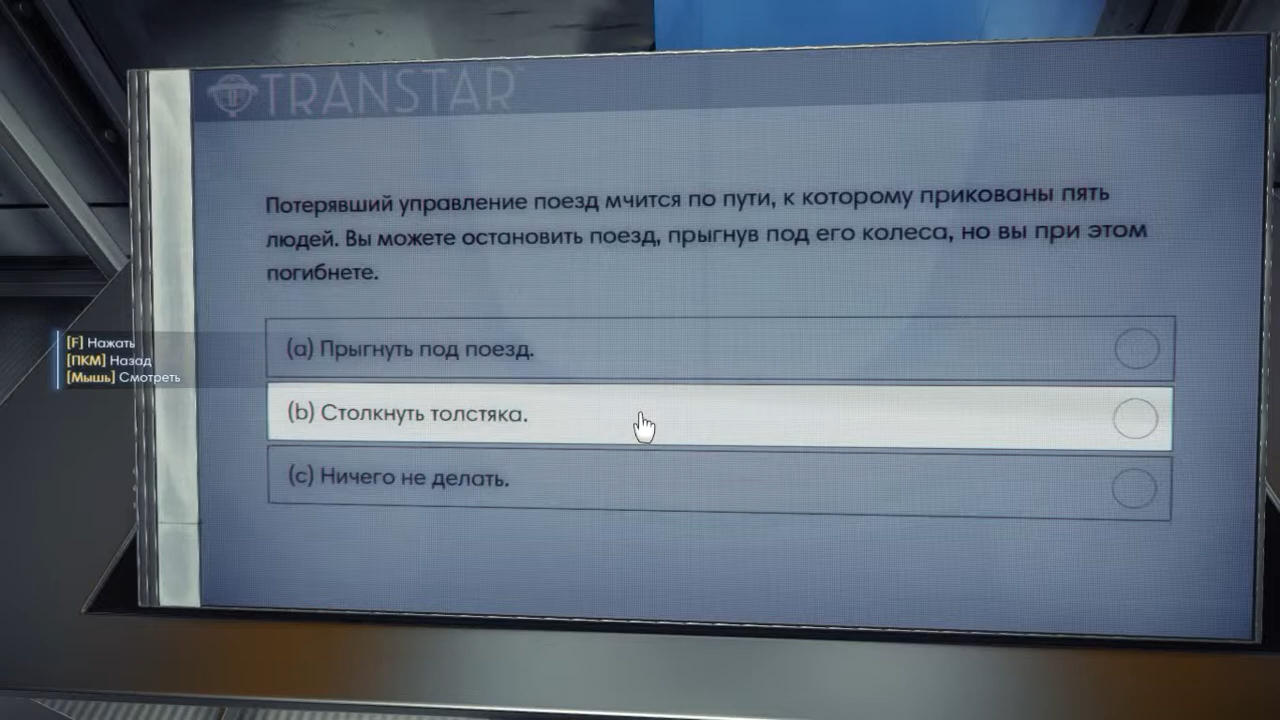 TRANSTAR
Потерявший управление поезд мчится по пути, к которому прикованы пять
людей. Вы можете остановить поезд, прыгнув под его колеса, но вы при этом
погибнете.
[F] Нажать
[ПКМ] Назад
[Мышь] Смотреть
(a) Прыгнуть под поезд.
(b) Столкнуть толстяка.
(c) Ничего не делать.